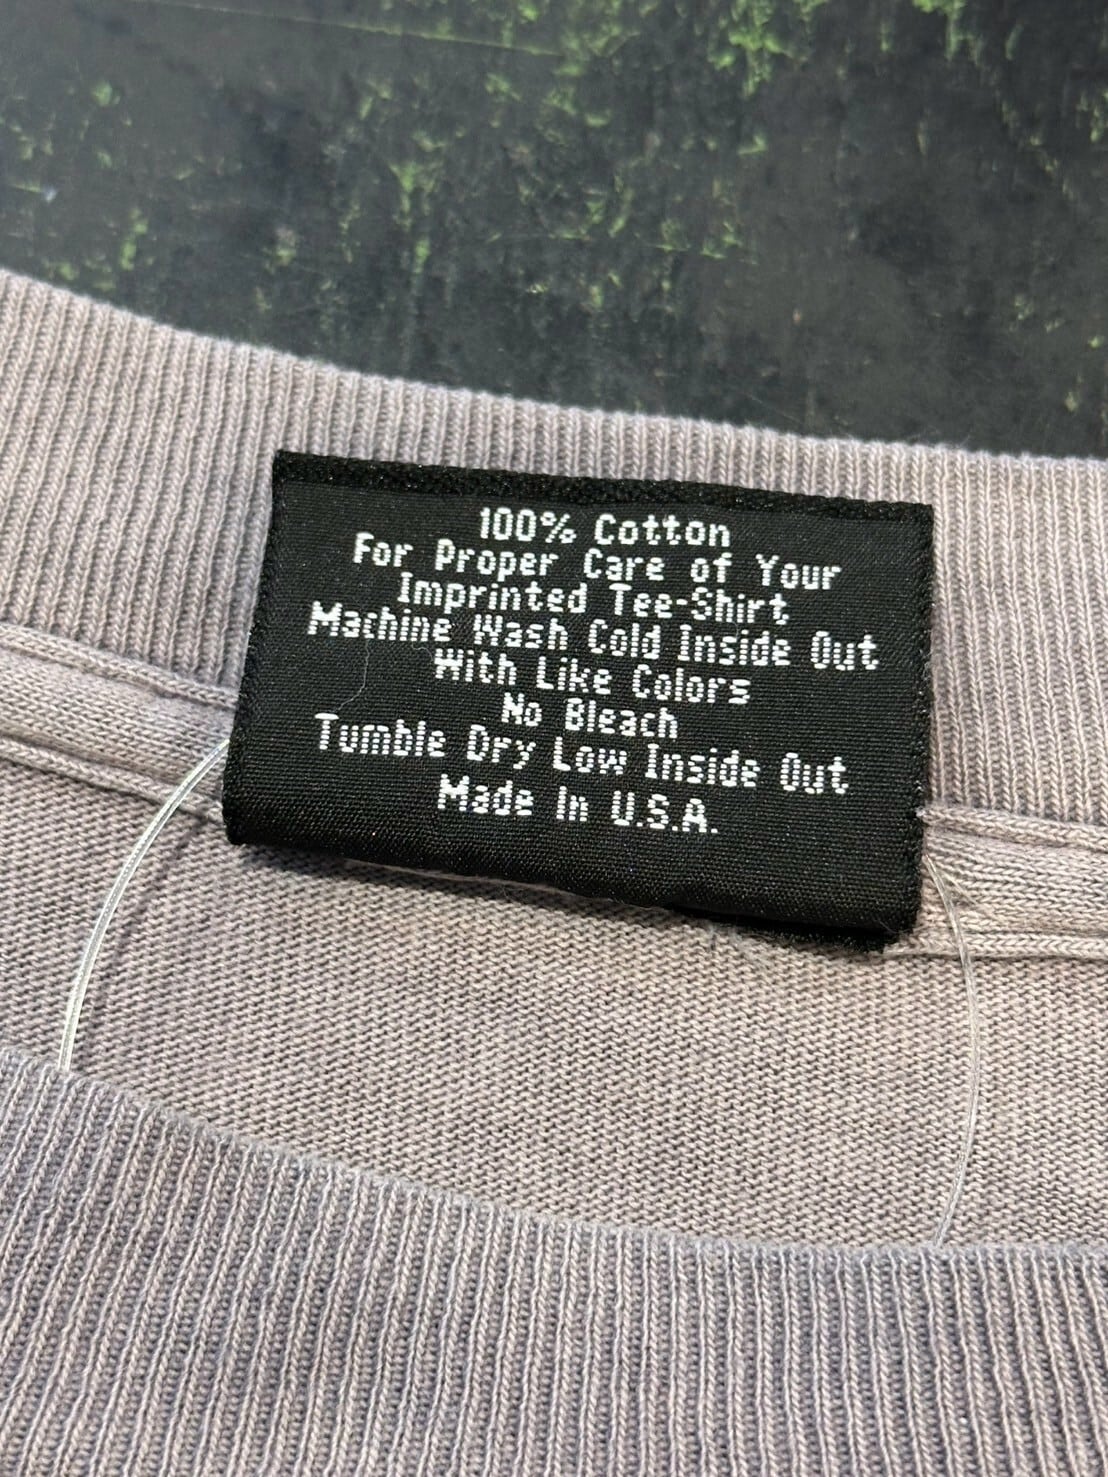 100% Cotton
For Proper Care of Your
Imprinted Tee-Shirt
Machine Wash Cold Inside Out
With Like Colors
No Bleach
Tumble Dry Low Inside Out
Made In U.S.A.